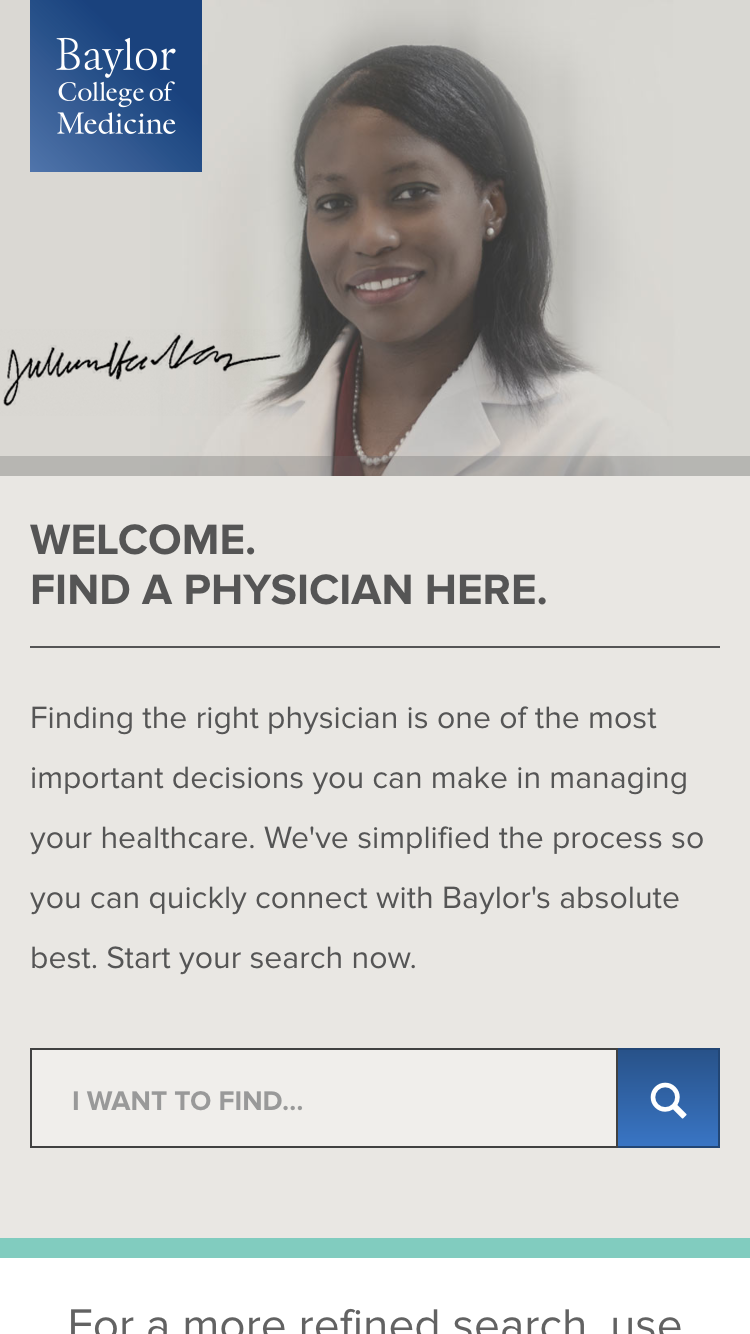 Baylor
College of
Medicine
WELCOME.
FIND A PHYSICIAN HERE.
Finding the right physician is one of the most
important decisions you can make in managing
your healthcare. We've simplified the process so
you can quickly connect with Baylor's absolute
best. Start your search now.
I WANT TO FIND...
For a more refined search, use